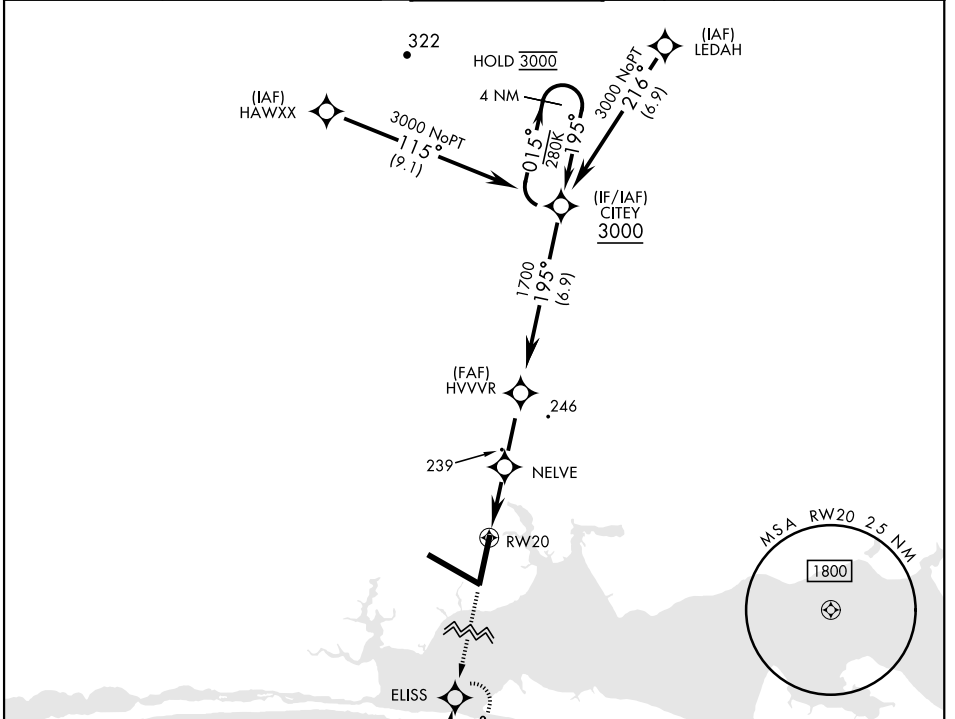 322
(IAF)
LEDAH
HOLD 3000
4 NM
3000 NoPT
216°
(6.9)
(IAF)
HAWXX
3000 NoPT
115°
(9.1)
015°
280K
195°
(IF/IAF)
CITEY
3000
1700
195°
(6.9)
(FAF)
HVVVR
246
239
NELVE
RW20
MSA RW20 25 NM
1800
ELISS